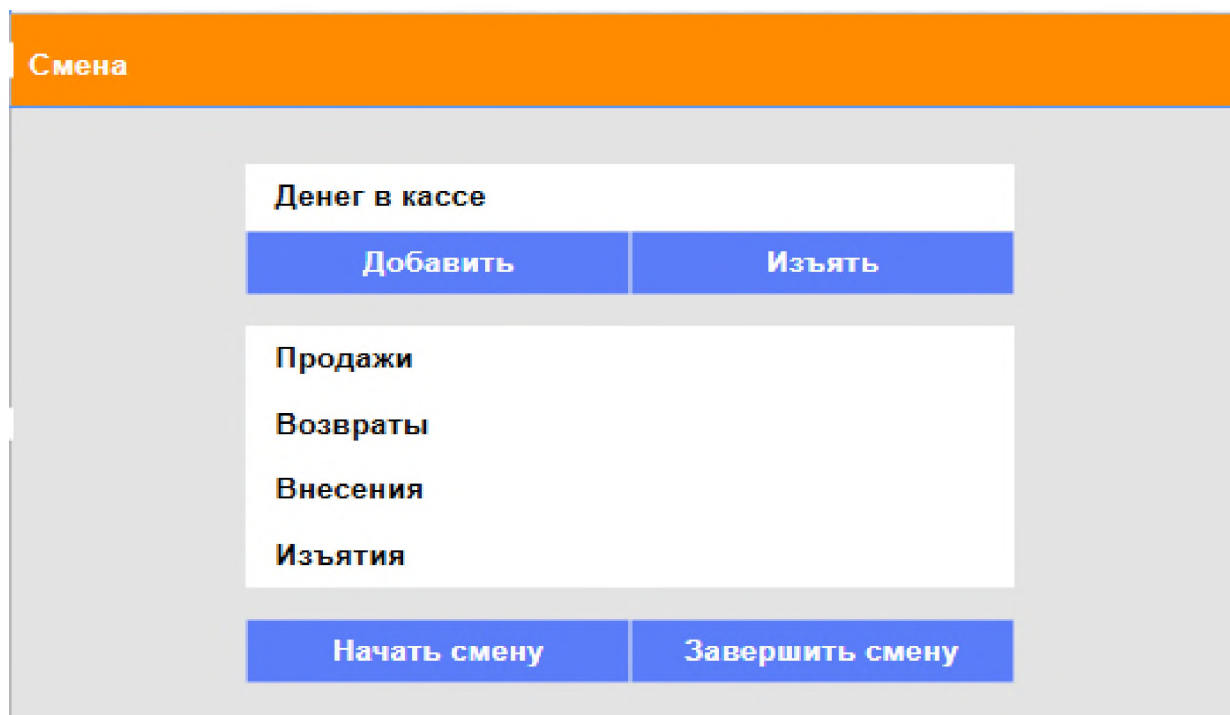 Смена
Денег в кассе
Добавить Изъять
Продажи
Возвраты
Внесения
Изъятия
Начать смену Завершить смену